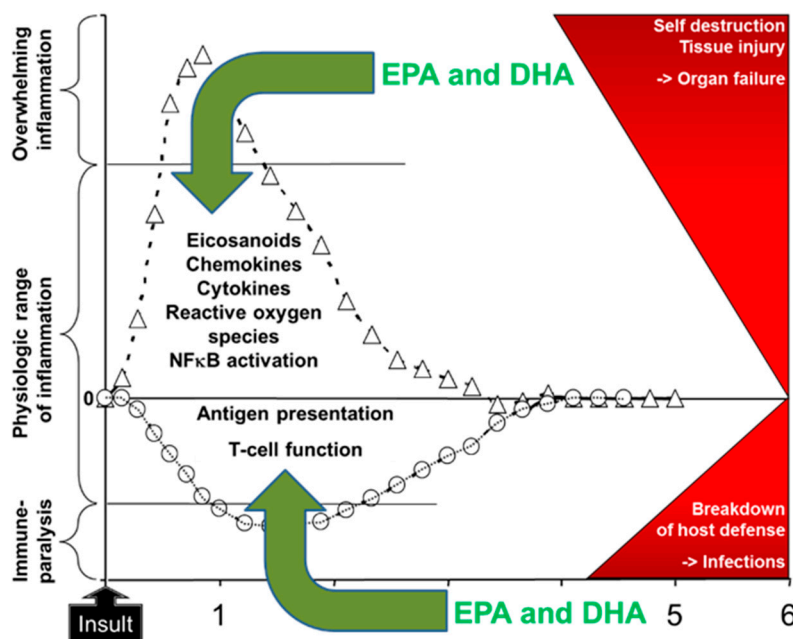 Overwhelming
inflammation
Physiologic range
of inflammation
Immune-
paralysis
EPA and DHA
Self destruction
Tissue injury
-> Organ failure
Eicosanoids
Chemokines
Cytokines
Reactive oxygen
species
NFκB activation
0
Antigen presentation
T-cell function
Breakdown
of host defense
-> Infections
EPA and DHA
Insult
1
5
6